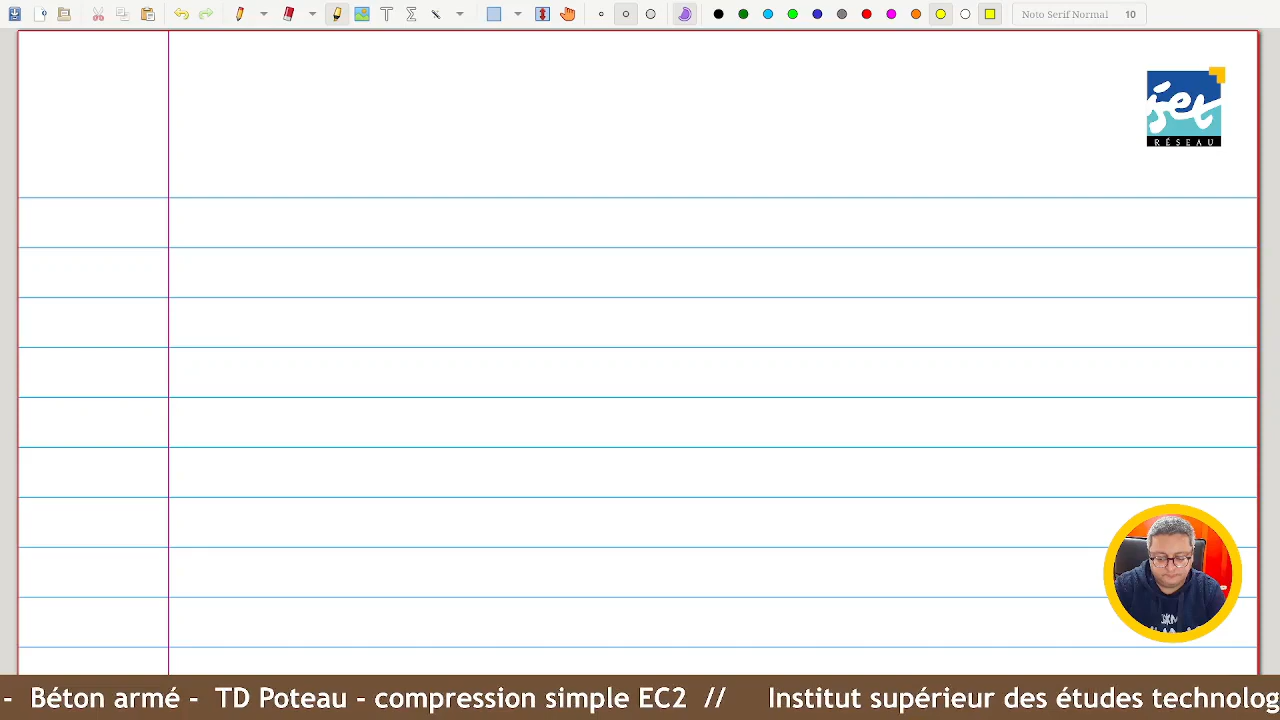 Noto Serif Normal 10
iset
RÉSEAU
- Béton armé - TD Poteau - compression simple EC2 // Institut supérieur des études technolog